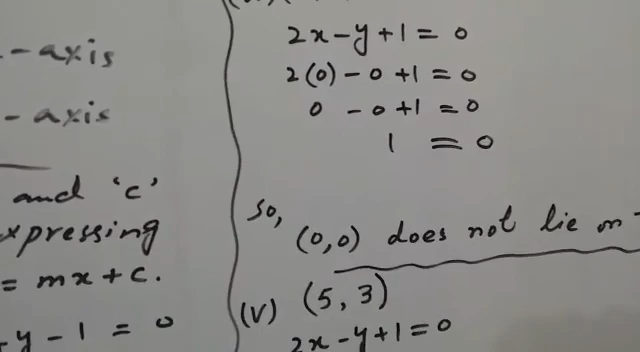 -axis
- axis
and 'c'
xpressing
= mx + c.
-y - 1 = 0
2x - y + 1 = 0
2(0) - 0 + 1 = 0
0 - 0 + 1 = 0
1 = 0
So,
(0,0) does not lie on
(V) (5, 3)
2x - y + 1 = 0